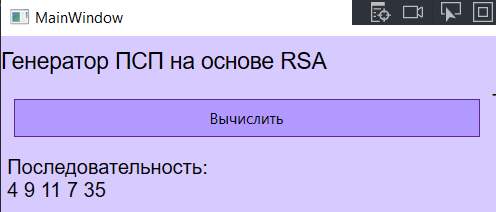 MainWindow
Генератор ПСП на основе RSA
Вычислить
Последовательность:
4 9 11 7 35